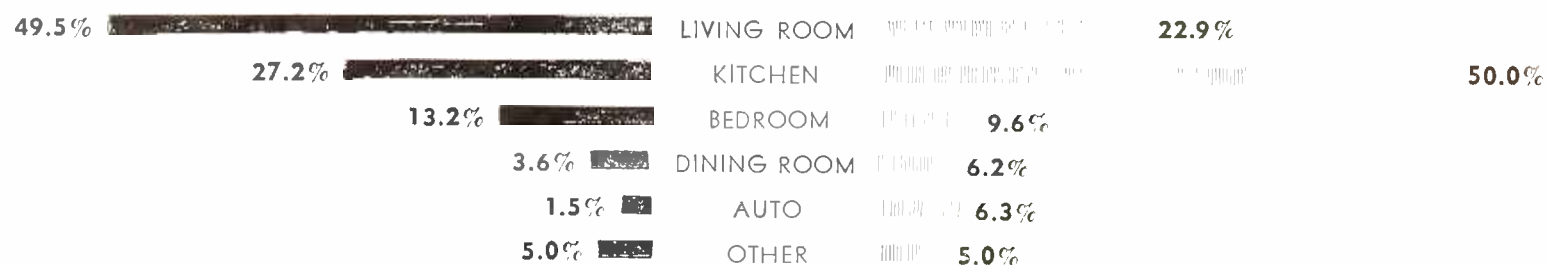 49.5% LIVING ROOM 22.9%
27.2% KITCHEN 50.0%
13.2% BEDROOM 9.6%
3.6% DINING ROOM 6.2%
1.5% AUTO 6.3%
5.0% OTHER 5.0%